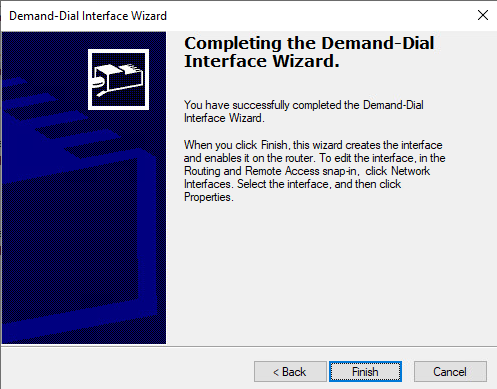 Demand-Dial Interface Wizard
Completing the Demand-Dial
Interface Wizard.
You have successfully completed the Demand-Dial
Interface Wizard.
When you click Finish, this wizard creates the interface
and enables it on the router. To edit the interface, in the
Routing and Remote Access snap-in, click Network
Interfaces. Select the interface, and then click
Properties.
< Back
Finish
Cancel